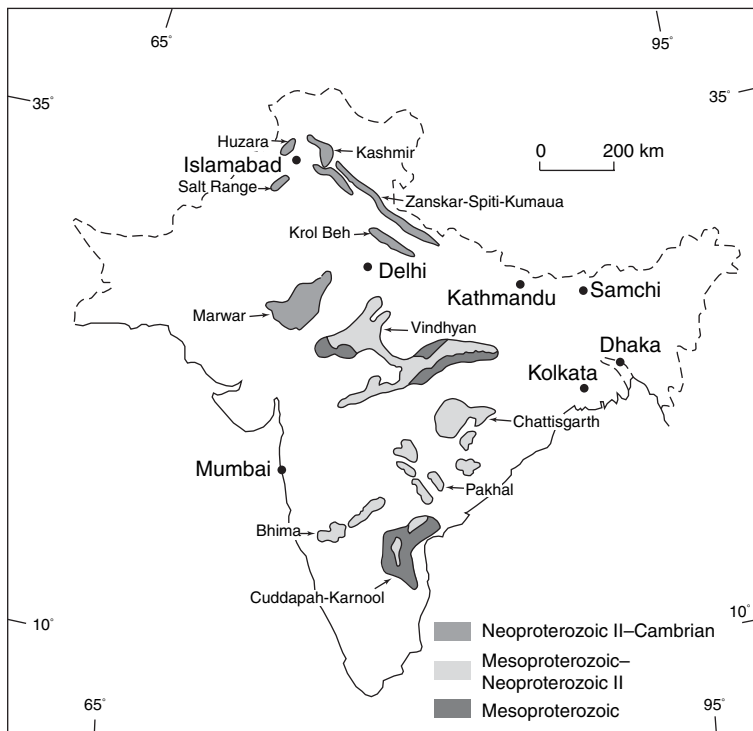 65°
95°
35°
35°
Huzara
Kashmir
Islamabad
0 200 km
Salt Range
Zanskar-Spiti-Kumaua
Krol Beh
Delhi
Kathmandu
Samchi
Marwar
Vindhyan
Dhaka
Kolkata
Chattisgarth
Mumbai
Pakhal
Bhima
Cuddapah-Karnool
10°
10°
Neoproterozoic II–Cambrian
Mesoproterozoic–
Neoproterozoic II
Mesoproterozoic
65°
95°